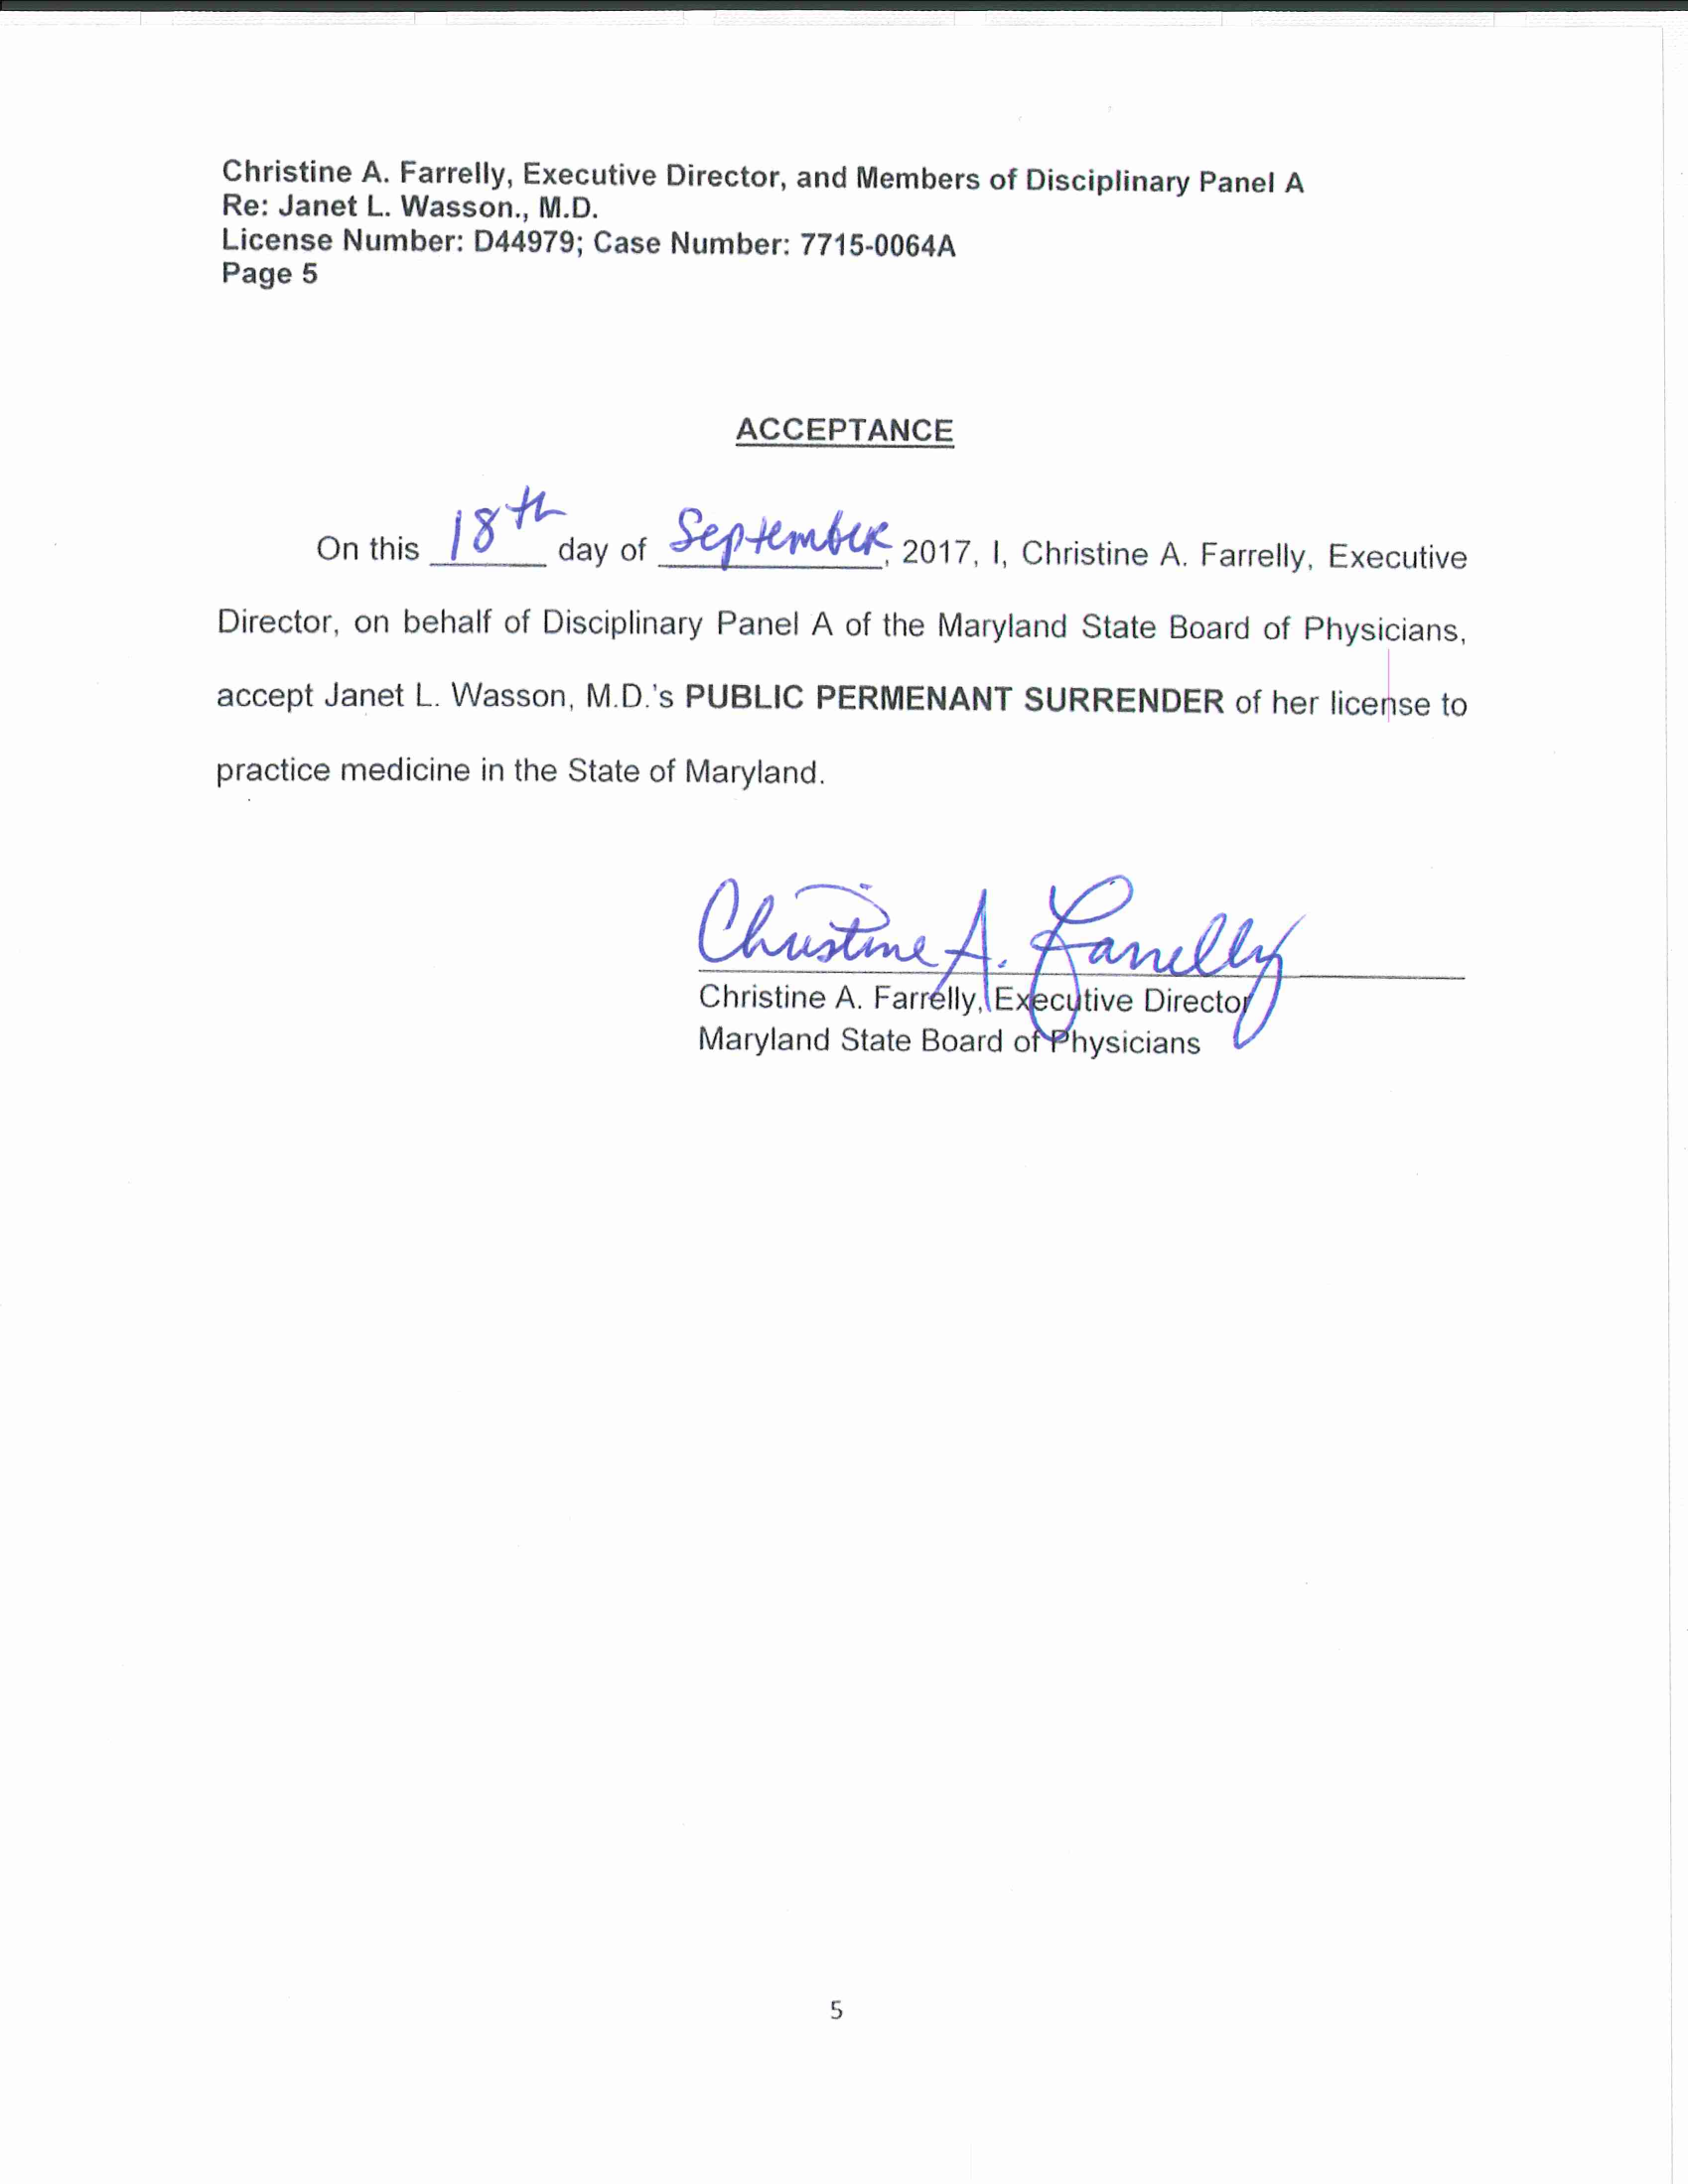 Christine A. Farrelly, Executive Director, and Members of Disciplinary Panel A
Re: Janet L. Wasson., M.D.
License Number: D44979; Case Number: 7715-0064A
Page 5
ACCEPTANCE
On this 18th day of September, 2017, I, Christine A. Farrelly, Executive
Director, on behalf of Disciplinary Panel A of the Maryland State Board of Physicians,
accept Janet L. Wasson, M.D.'s PUBLIC PERMENANT SURRENDER of her license to
practice medicine in the State of Maryland.
Christine A. Farrelly
Christine A. Farrelly, Executive Director
Maryland State Board of Physicians
5